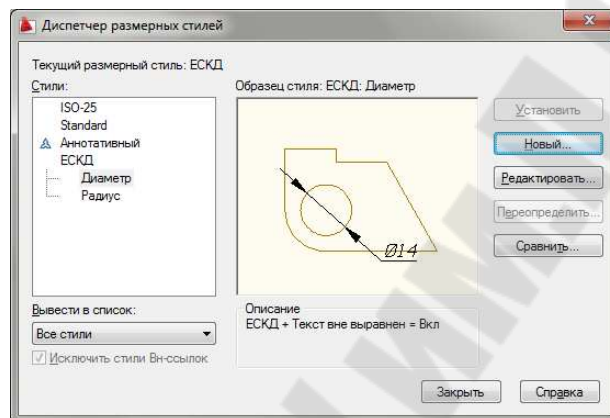 Диспетчер размерных стилей
Текущий размерный стиль: ЕСКД
Стили:
ISO-25
Standard
Аннотативный
ЕСКД
Диаметр
Радиус
Образец стиля: ЕСКД: Диаметр
Ø14
Установить
Новый...
Редактировать...
Переопределить...
Сравнить...
Вывести в список:
Все стили
Исключить стили Вн-ссылок
Описание
ЕСКД + Текст вне выравнен = Вкл
Закрыть
Справка